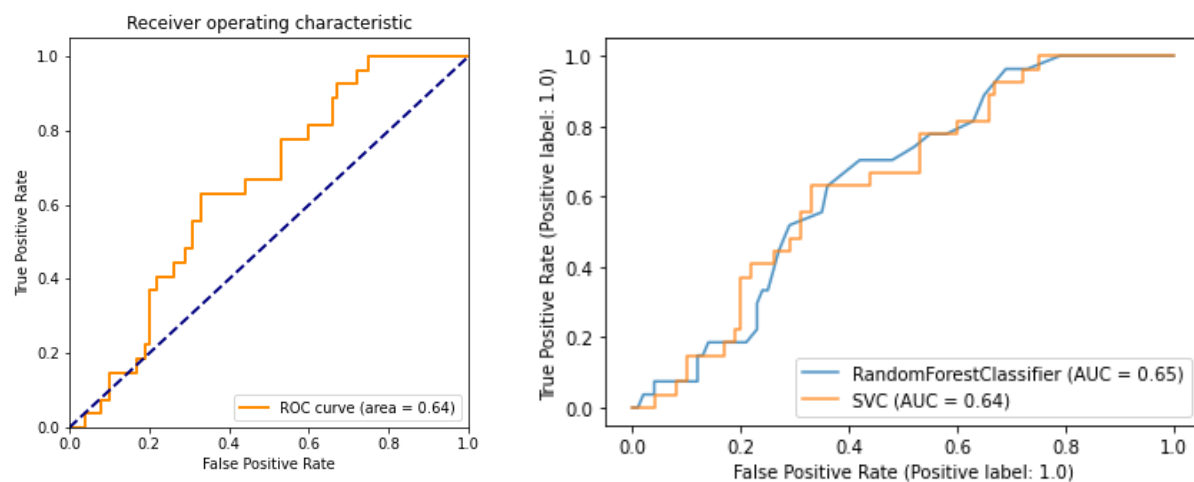 Receiver operating characteristic
True Positive Rate
1.0
0.8
0.6
0.4
0.2
0.0
ROC curve (area = 0.64)
0.0 0.2 0.4 0.6 0.8 1.0
False Positive Rate
True Positive Rate (Positive label: 1.0)
1.0
0.8
0.6
0.4
0.2
0.0
RandomForestClassifier (AUC = 0.65)
SVC (AUC = 0.64)
0.0 0.2 0.4 0.6 0.8 1.0
False Positive Rate (Positive label: 1.0)